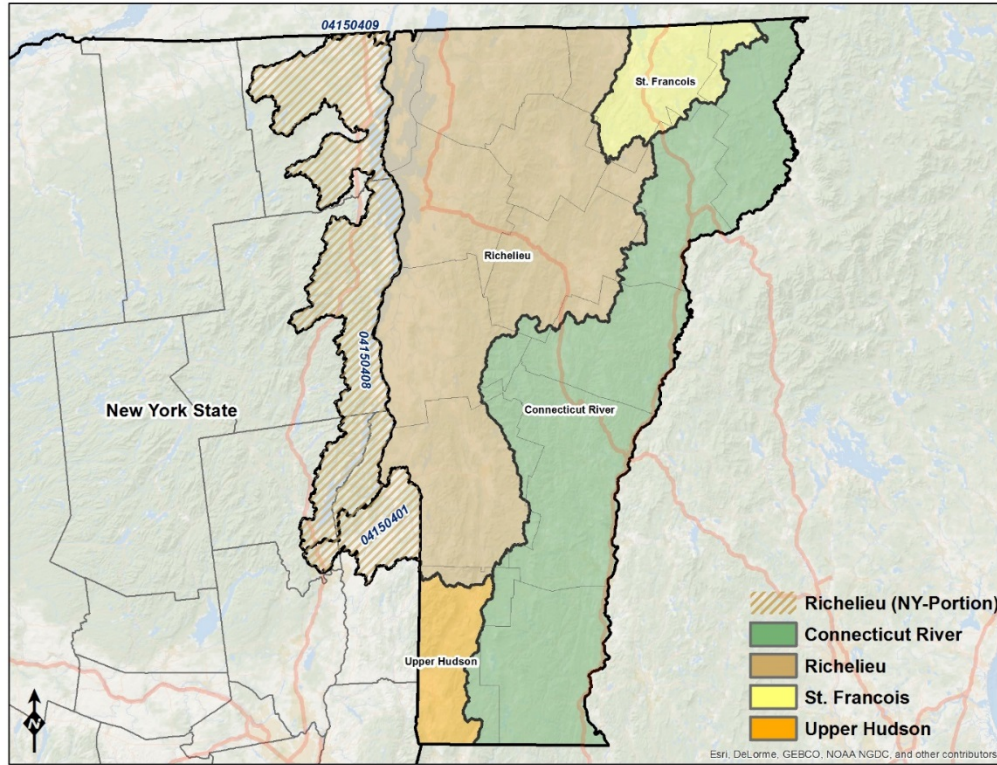 04150409
St. Francois
Richelieu
04150408
New York State
Connecticut River
04150401
Upper Hudson
Richelieu (NY-Portion)
Connecticut River
Richelieu
St. Francois
Upper Hudson
N
Esri, DeLorme, GEBCO, NOAA NGDC, and other contributors